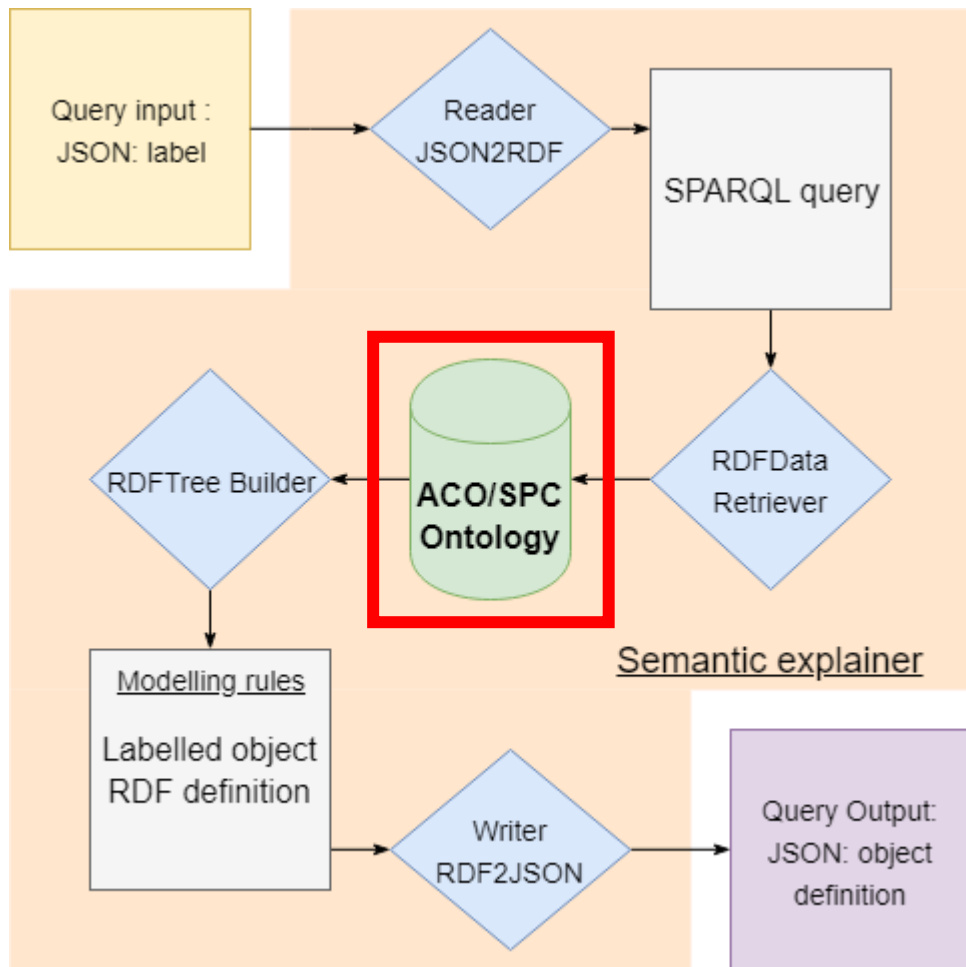 Query input :
JSON: label
Reader
JSON2RDF
SPARQL query
RDFTree Builder
ACO/SPC
Ontology
RDFData
Retriever
Semantic explainer
Modelling rules
Labelled object
RDF definition
Writer
RDF2JSON
Query Output:
JSON: object
definition